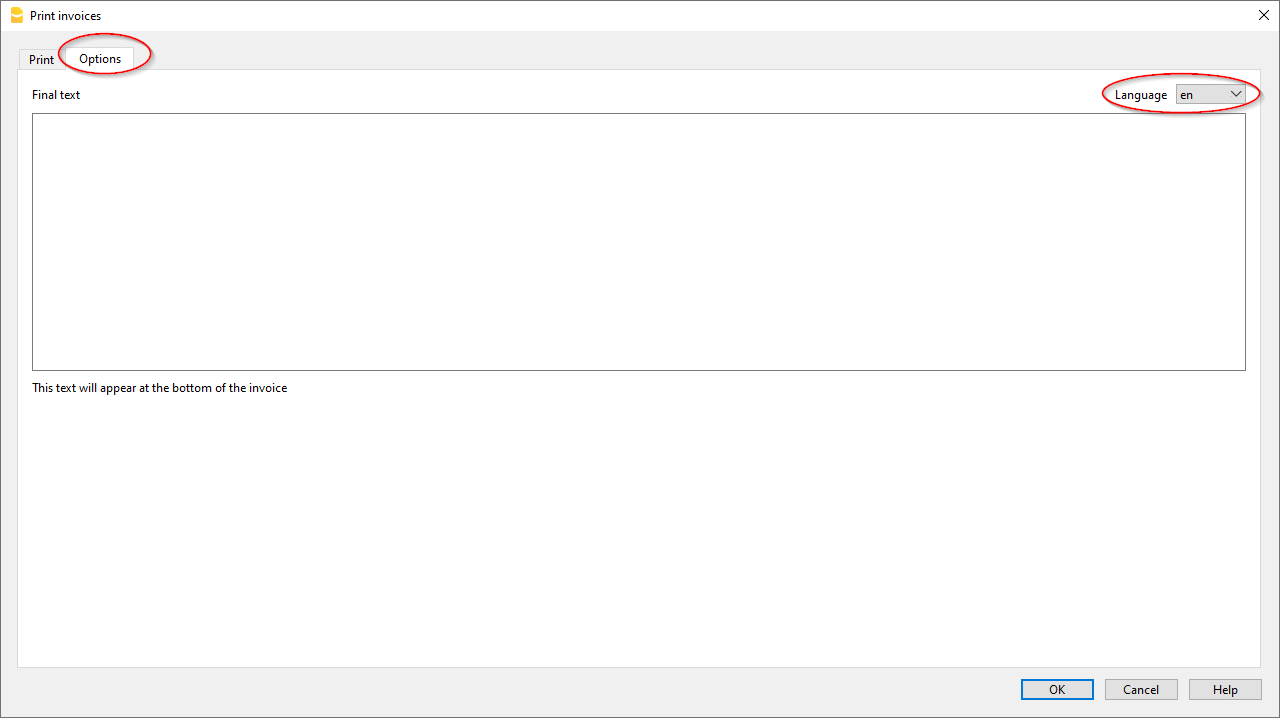 Print invoices
Print
Options
Final text
Language en
This text will appear at the bottom of the invoice
OK
Cancel
Help